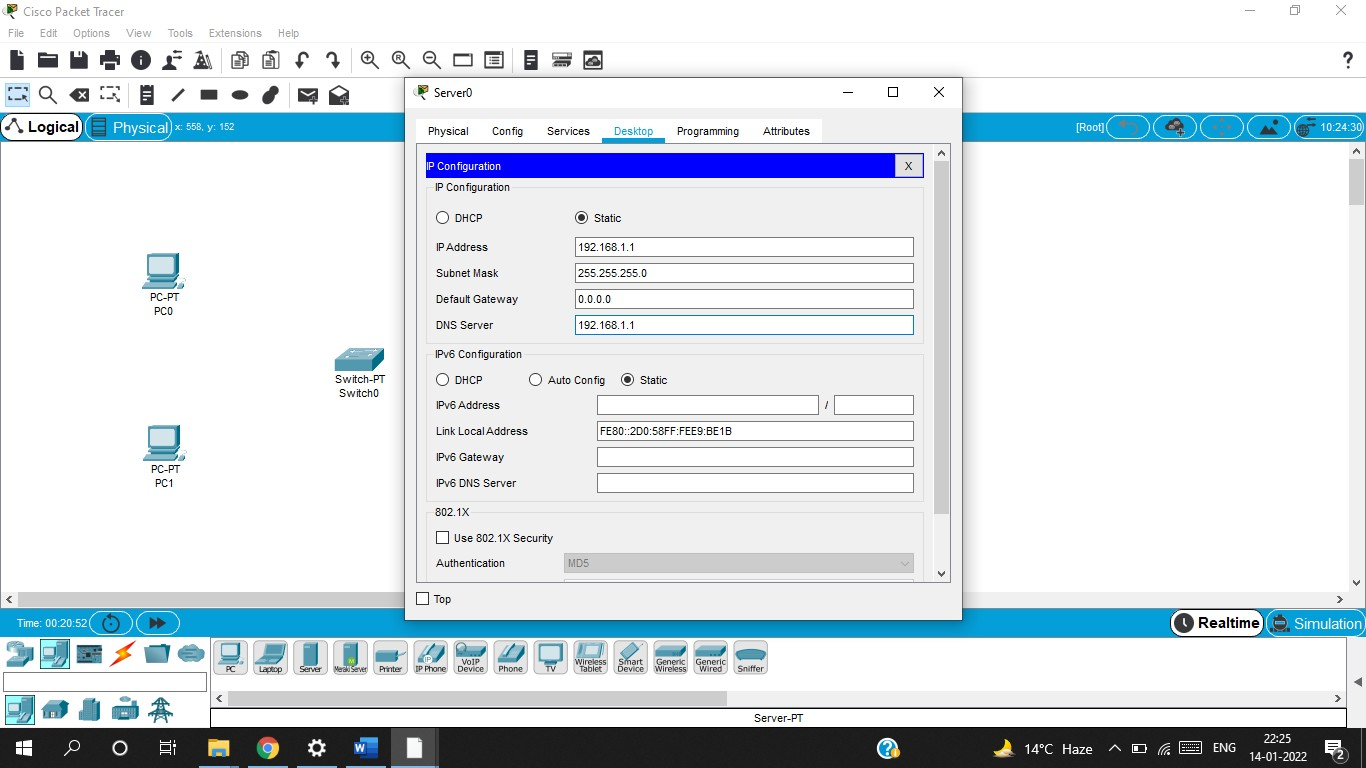 Cisco Packet Tracer
File Edit Options View Tools Extensions Help
Server0
Logical
Physical
x: 558, y: 152
[Root]
10:24:30
Physical Config Services Desktop Programming Attributes
IP Configuration
X
IP Configuration
DHCP
Static
IP Address
192.168.1.1
Subnet Mask
255.255.255.0
Default Gateway
0.0.0.0
DNS Server
192.168.1.1
IPv6 Configuration
DHCP
Auto Config
Static
IPv6 Address
/
Link Local Address
FE80::2D0:58FF:FEE9:BE1B
IPv6 Gateway
IPv6 DNS Server
802.1X
Use 802.1X Security
Authentication
MD5
Top
PC-PT
PC0
Switch-PT
Switch0
PC-PT
PC1
Time: 00:20:52
Realtime
Simulation
PC
Laptop
Server
Meraki Server
Printer
IP Phone
VoIP
Device
Phone
TV
Wireless
Tablet
Smart
Device
Generic
Wireless
Generic
Wired
Sniffer
Server-PT
14°C Haze
ENG
22:25
14-01-2022
2